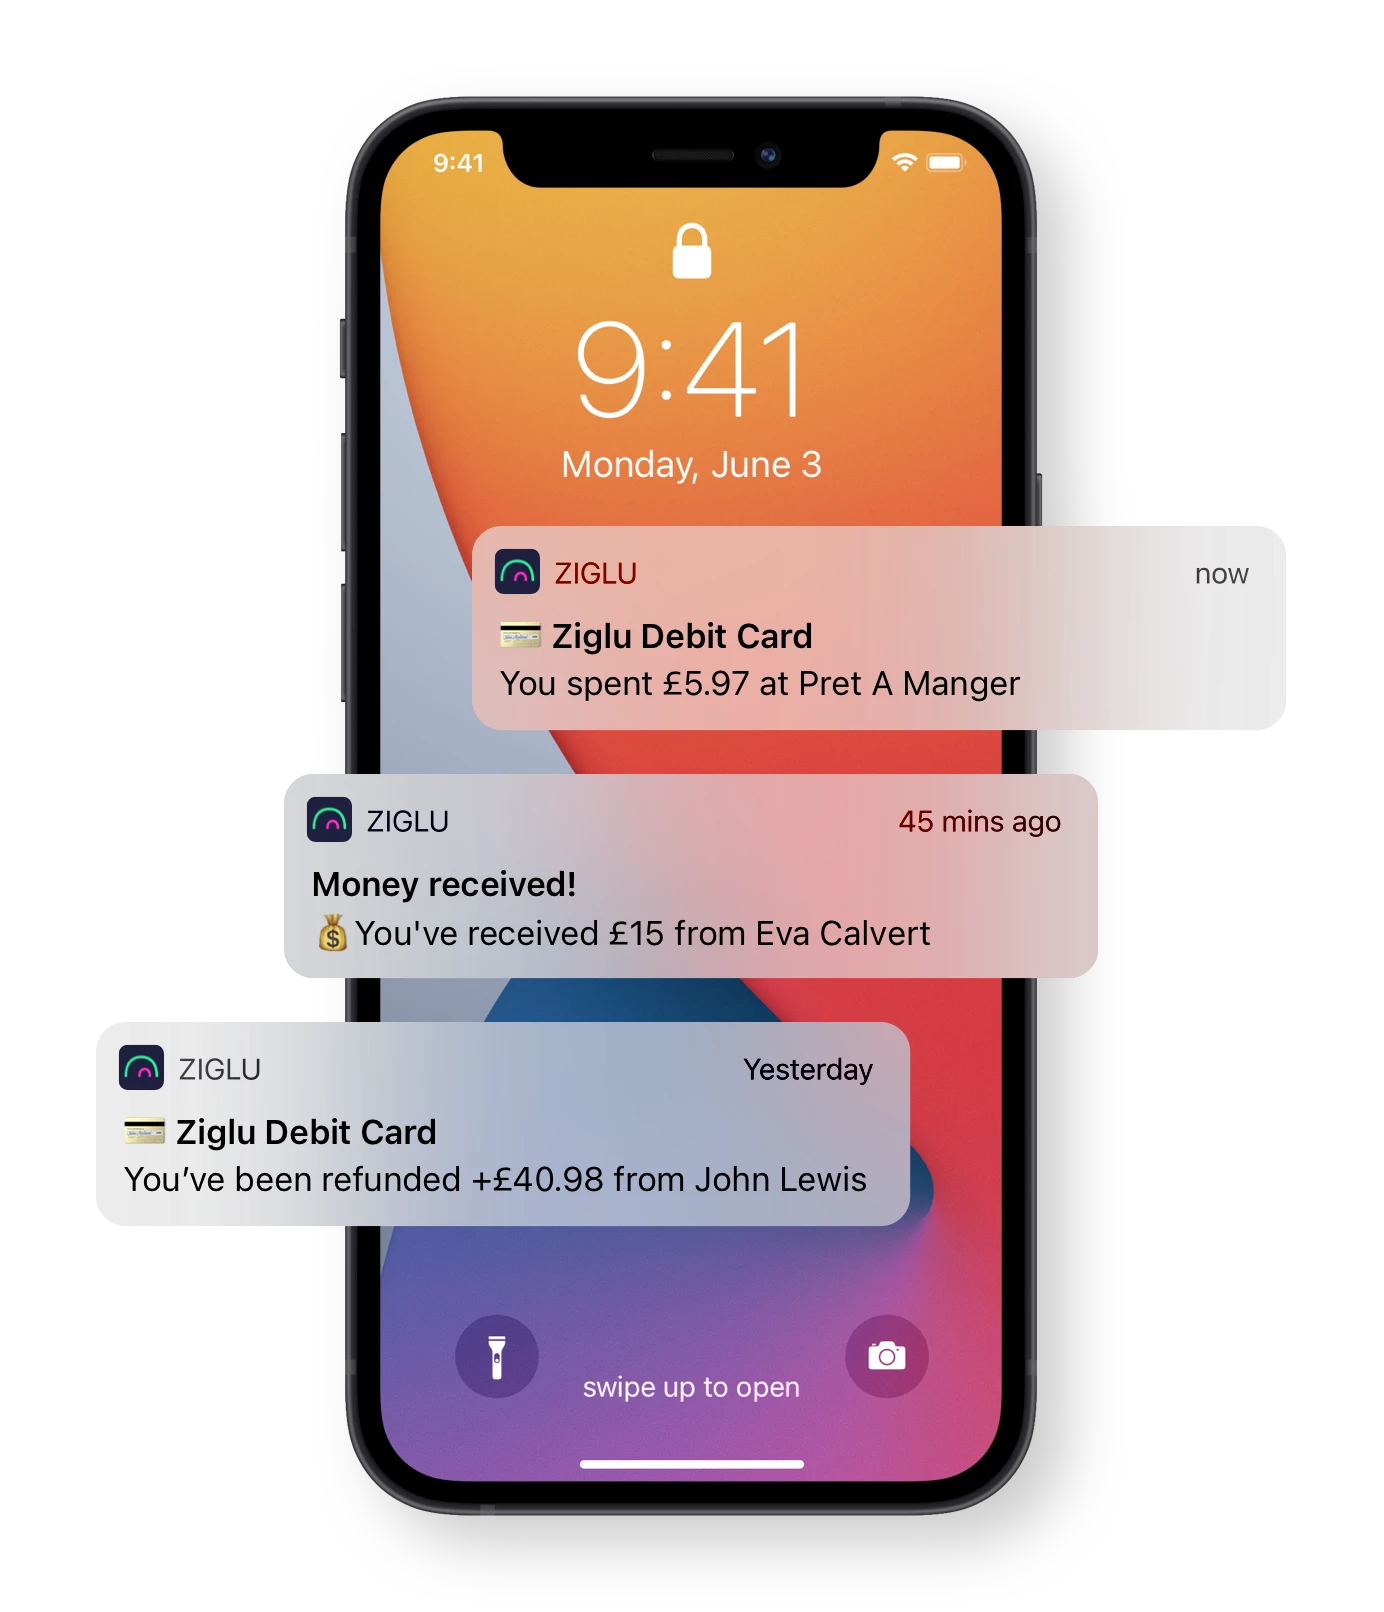 9:41
9:41
Monday, June 3
ZIGLU now
Ziglu Debit Card
You spent £5.97 at Pret A Manger
ZIGLU 45 mins ago
Money received!
You've received £15 from Eva Calvert
ZIGLU Yesterday
Ziglu Debit Card
You’ve been refunded +£40.98 from John Lewis
swipe up to open